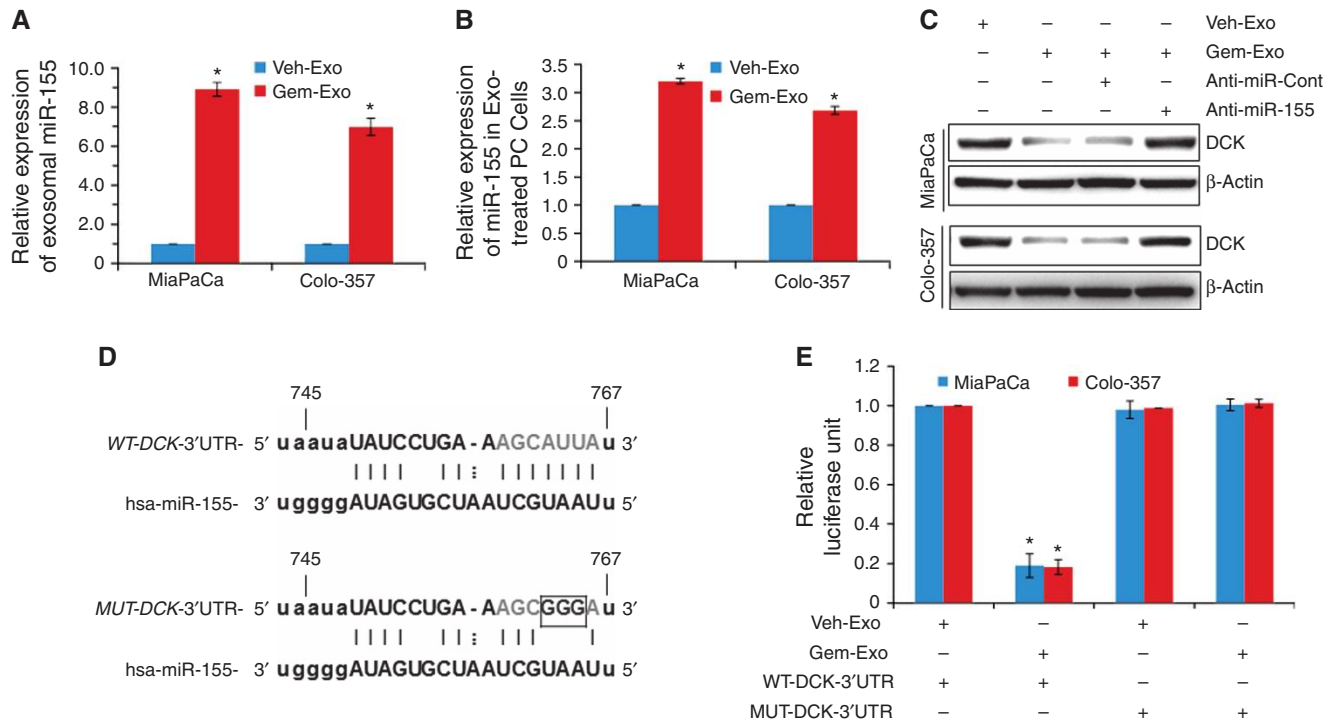 A
Relative expression
of exosomal miR-155
10.0
8.0
6.0
4.0
2.0
0
* *
Veh-Exo
Gem-Exo
MiaPaCa Colo-357
B
Relative expression
of miR-155 in Exo-
treated PC Cells
3.5
3.0
2.5
2.0
1.5
1.0
0.5
0
* *
Veh-Exo
Gem-Exo
MiaPaCa Colo-357
C
+ – – – Veh-Exo
– + + + Gem-Exo
– – + – Anti-miR-Cont
– – – + Anti-miR-155
MiaPaCa
DCK
β-Actin
Colo-357
DCK
β-Actin
D
745 767
WT-DCK-3′UTR- 5′ uaauaUAUCCUGA-AAGCAUUAu 3′
hsa-miR-155- 3′ uggggAUAGUGCUAAUCGUAAUu 5′
745 767
MUT-DCK-3′UTR- 5′ uaauaUAUCCUGA-AAGCGGGAu 3′
hsa-miR-155- 3′ uggggAUAGUGCUAAUCGUAAUu 5′
E
Relative
luciferase unit
1.2
1.0
0.8
0.6
0.4
0.2
0
MiaPaCa Colo-357
* *
Veh-Exo + – + –
Gem-Exo – + – +
WT-DCK-3′UTR + + – –
MUT-DCK-3′UTR – – + +